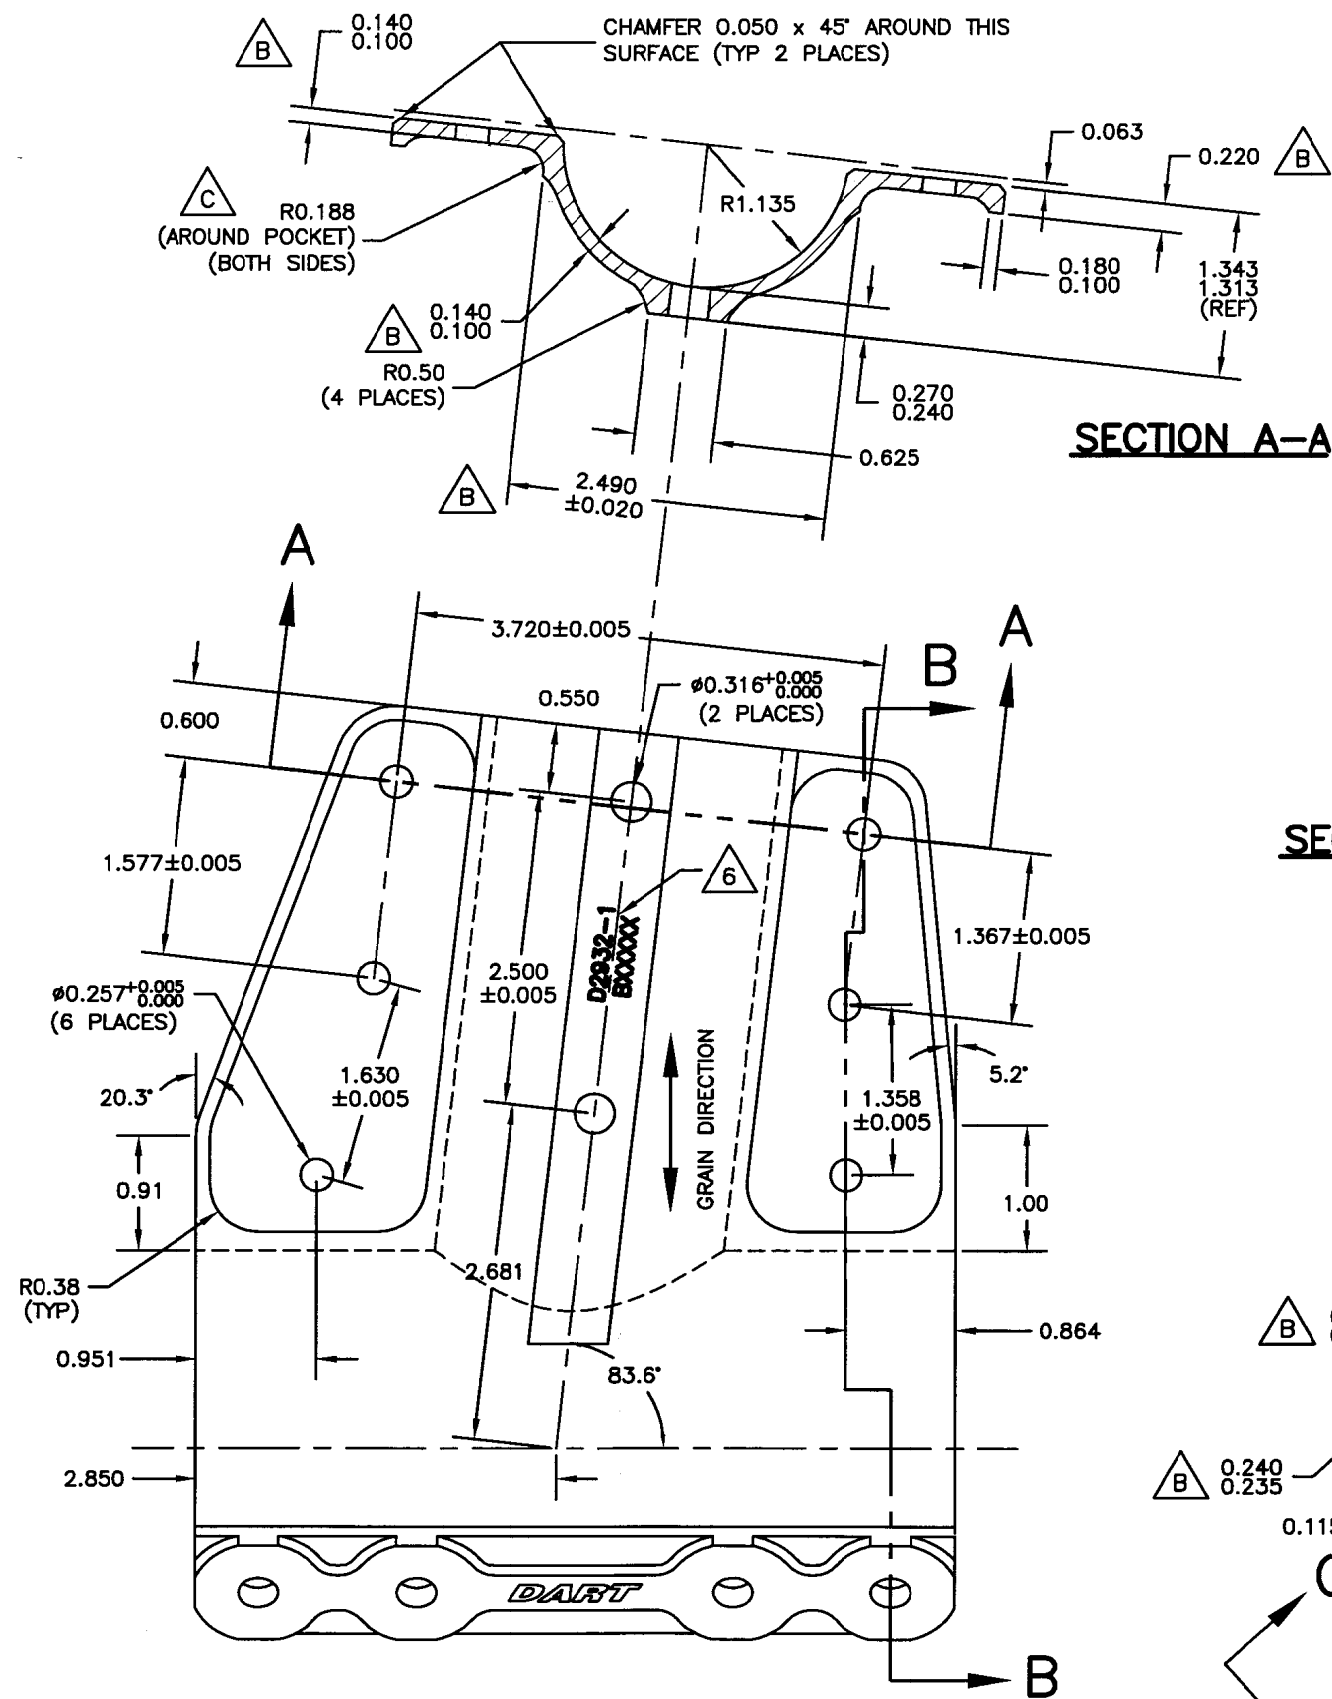 0.140
0.100
B
CHAMFER 0.050 x 45° AROUND THIS
SURFACE (TYP 2 PLACES)
0.063
0.220
B
C
R0.188
(AROUND POCKET)
(BOTH SIDES)
R1.135
0.180
0.100
1.343
1.313
(REF)
B
0.140
0.100
R0.50
(4 PLACES)
0.270
0.240
0.625
SECTION A-A
B
2.490
±0.020
A
3.720±0.005
A
B
0.600
0.550
ø0.316+0.005
0.000
(2 PLACES)
SE
1.577±0.005
6
1.367±0.005
D2932-1
BXXXXX
2.500
±0.005
ø0.257+0.005
0.000
(6 PLACES)
GRAIN DIRECTION
20.3°
1.630
±0.005
1.358
±0.005
5.2°
0.91
1.00
R0.38
(TYP)
2.681
B
0.951
0.864
83.6°
2.850
B
0.240
0.235
0.115
DART
B